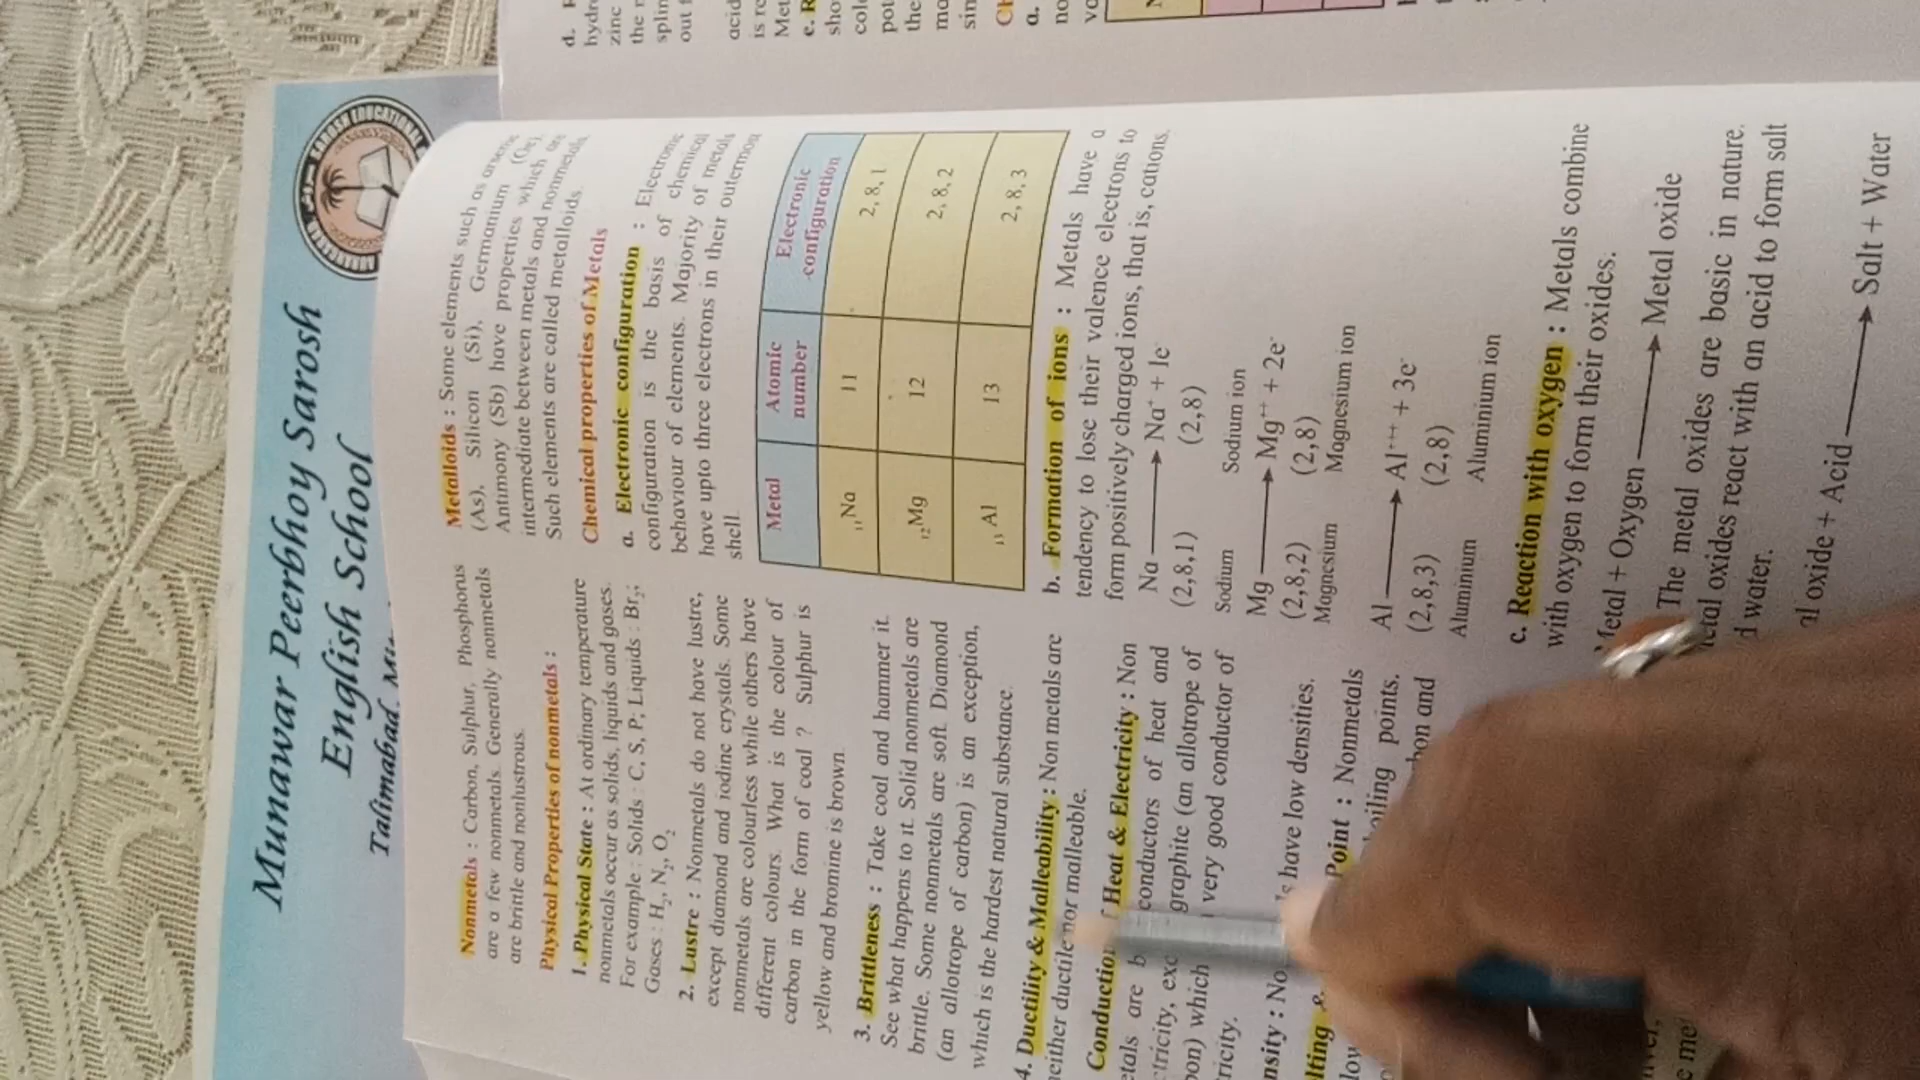 Munawar Peerbhoy Sarosh
English School
Talimabad,
SAROSH EDUCATIONAL
Nonmetals : Carbon, Sulphur, Phosphorus
are a few nonmetals. Generally nonmetals
are brittle and nonlustrous.
Physical Properties of nonmetals :
1. Physical State : At ordinary temperature
nonmetals occur as solids, liquids and gases.
For example : Solids : C, S, P, Liquids : Br₂;
Gases : H₂, N₂, O₂
2. Lustre : Nonmetals do not have lustre,
except diamond and iodine crystals. Some
nonmetals are colourless while others have
different colours. What is the colour of
carbon in the form of coal ? Sulphur is
yellow and bromine is brown.
3. Brittleness : Take coal and hammer it.
See what happens to it. Solid nonmetals are
brittle. Some nonmetals are soft. Diamond
(an allotrope of carbon) is an exception,
which is the hardest natural substance.
4. Ductility & Malleability : Non metals are
neither ductile nor malleable.
Conduction Heat & Electricity : Non
conductors of heat and
graphite (an allotrope of
which very good conductor of
have low densities.
Point : Nonmetals
points.
and
Metalloids : Some elements such as arsenic
(As), Silicon (Si), Germanium (Ge),
Antimony (Sb) have properties which are
intermediate between metals and nonmetals.
Such elements are called metalloids.
Chemical properties of Metals
a. Electronic configuration : Electronic
configuration is the basis of chemical
behaviour of elements. Majority of metals
have upto three electrons in their outermost
shell.
Metal Atomic number Electronic configuration
₁₁Na 11 2, 8, 1
₁₂Mg 12 2, 8, 2
₁₃Al 13 2, 8, 3
b. Formation of ions : Metals have a
tendency to lose their valence electrons to
form positively charged ions, that is, cations.
Na → Na⁺ + 1e⁻
(2,8,1) (2,8)
Sodium Sodium ion
Mg → Mg⁺⁺ + 2e⁻
(2,8,2) (2,8)
Magnesium Magnesium ion
Al → Al⁺⁺⁺ + 3e⁻
(2,8,3) (2,8)
Aluminium Aluminium ion
c. Reaction with oxygen : Metals combine
with oxygen to form their oxides.
Metal + Oxygen → Metal oxide
The metal oxides are basic in nature.
oxides react with an acid to form salt
water.
oxide + Acid → Salt + Water
d.
zinc
the
out
acid
is
c.
the
a.